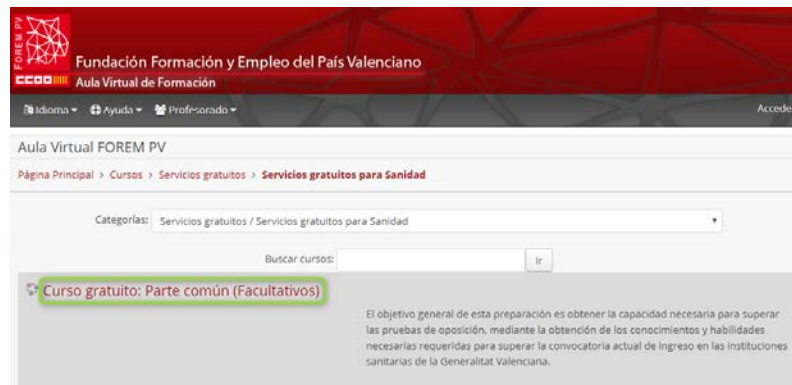 FOREM PV
CCOO
Fundación Formación y Empleo del País Valenciano
Aula Virtual de Formación
Idioma Ayuda Profesorado Accede
Aula Virtual FOREM PV
Página Principal > Cursos > Servicios gratuitos > Servicios gratuitos para Sanidad
Categorías: Servicios gratuitos / Servicios gratuitos para Sanidad
Buscar cursos: Ir
Curso gratuito: Parte común (Facultativos)
El objetivo general de esta preparación es obtener la capacidad necesaria para superar
las pruebas de oposición, mediante la obtención de los conocimientos y habilidades
necesarias requeridas para superar la convocatoria actual de ingreso en las instituciones
sanitarias de la Generalitat Valenciana.